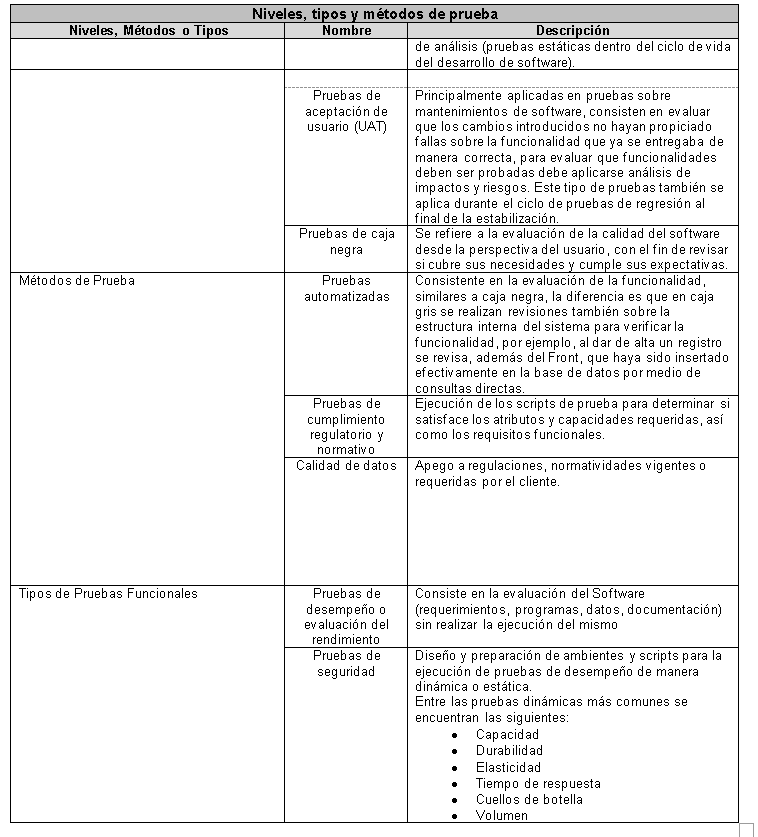 Niveles, tipos y métodos de prueba
Niveles, Métodos o Tipos Nombre Descripción
de análisis (pruebas estáticas dentro del ciclo de vida
del desarrollo de software).
Pruebas de
aceptación de
usuario (UAT)
Principalmente aplicadas en pruebas sobre
mantenimientos de software, consisten en evaluar
que los cambios introducidos no hayan propiciado
fallas sobre la funcionalidad que ya se entregaba de
manera correcta, para evaluar que funcionalidades
deben ser probadas debe aplicarse análisis de
impactos y riesgos. Este tipo de pruebas también se
aplica durante el ciclo de pruebas de regresión al
final de la estabilización.
Pruebas de caja
negra
Se refiere a la evaluación de la calidad del software
desde la perspectiva del usuario, con el fin de revisar
si cubre sus necesidades y cumple sus expectativas.
Métodos de Prueba
Pruebas
automatizadas
Consistente en la evaluación de la funcionalidad,
similares a caja negra, la diferencia es que en caja
gris se realizan revisiones también sobre la
estructura interna del sistema para verificar la
funcionalidad, por ejemplo, al dar de alta un registro
se revisa, además del Front, que haya sido insertado
efectivamente en la base de datos por medio de
consultas directas.
Pruebas de
cumplimiento
regulatorio y
normativo
Ejecución de los scripts de prueba para determinar si
satisface los atributos y capacidades requeridas, así
como los requisitos funcionales.
Calidad de datos
Apego a regulaciones, normatividades vigentes o
requeridas por el cliente.
Tipos de Pruebas Funcionales
Pruebas de
desempeño o
evaluación del
rendimiento
Consiste en la evaluación del Software
(requerimientos, programas, datos, documentación)
sin realizar la ejecución del mismo
Pruebas de
seguridad
Diseño y preparación de ambientes y scripts para la
ejecución de pruebas de desempeño de manera
dinámica o estática.
Entre las pruebas dinámicas más comunes se
encuentran las siguientes:
• Capacidad
• Durabilidad
• Elasticidad
• Tiempo de respuesta
• Cuellos de botella
• Volumen